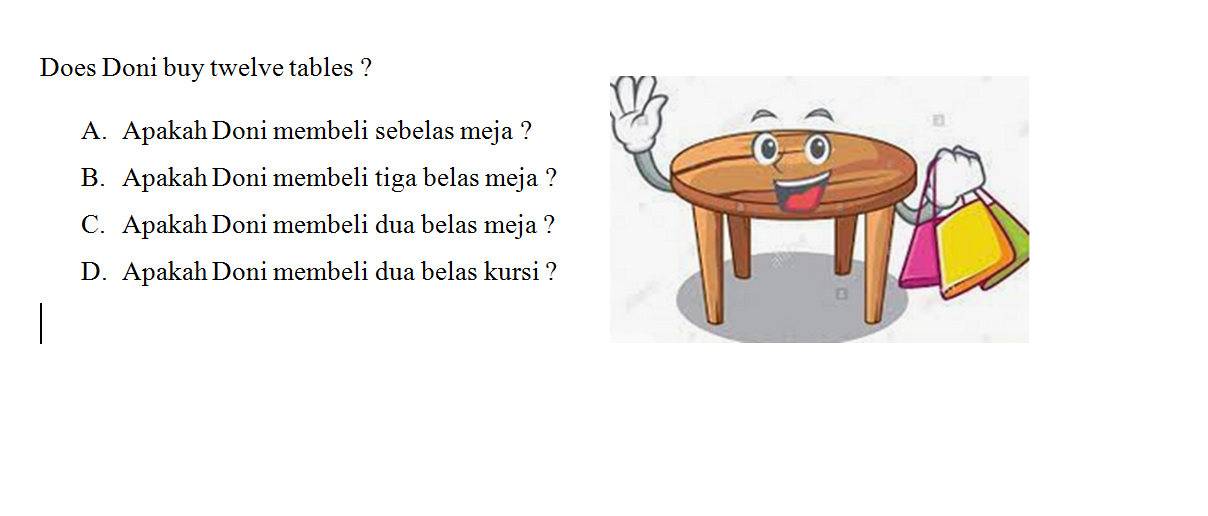 Does Doni buy twelve tables ?
A. Apakah Doni membeli sebelas meja ?
B. Apakah Doni membeli tiga belas meja ?
C. Apakah Doni membeli dua belas meja ?
D. Apakah Doni membeli dua belas kursi ?